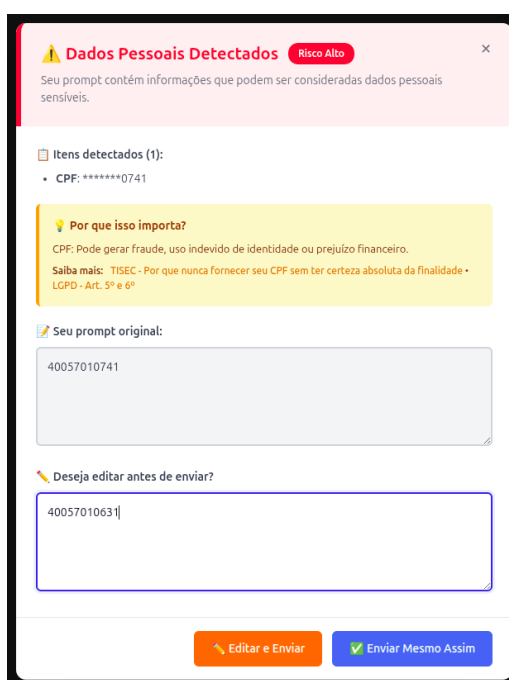 ⚠️ Dados Pessoais Detectados Risco Alto ×
Seu prompt contém informações que podem ser consideradas dados pessoais
sensíveis.
📋 Itens detectados (1):
• CPF: *******0741
💡 Por que isso importa?
CPF: Pode gerar fraude, uso indevido de identidade ou prejuízo financeiro.
Saiba mais: TISEC - Por que nunca fornecer seu CPF sem ter certeza absoluta da finalidade •
LGPD - Art. 5º e 6º
📝 Seu prompt original:
40057010741
✏️ Deseja editar antes de enviar?
40057010631
✏️ Editar e Enviar ✅ Enviar Mesmo Assim